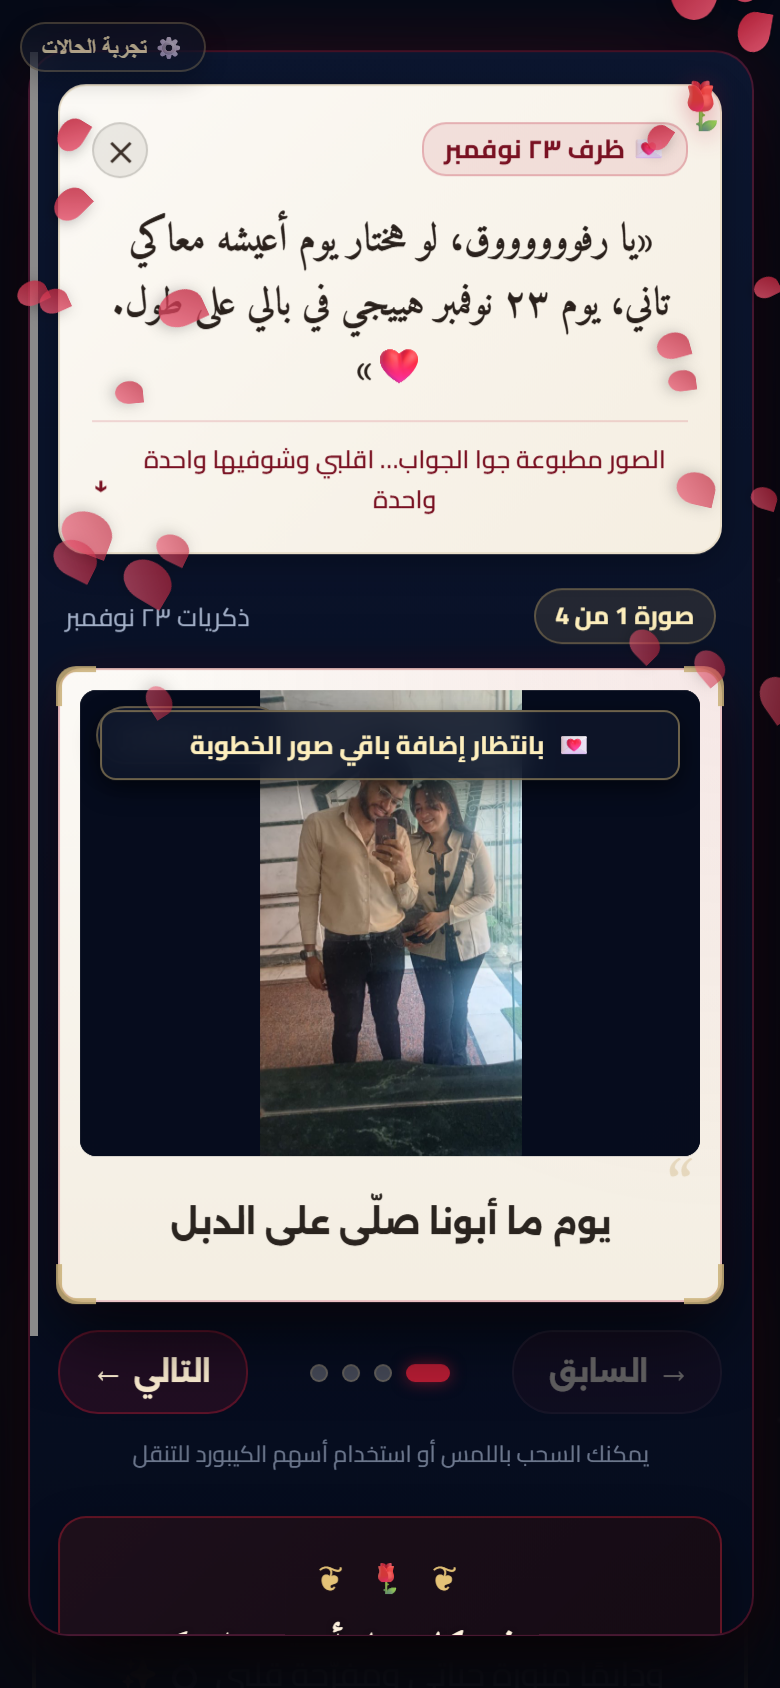 تجربة الحالات
ظرف ٢٣ نوفمبر
«يا رفوووووووق، لو هختار يوم أعيشه معاكي
تاني، يوم ٢٣ نوفمبر هييجي في بالي على طول.
»
الصور مطبوعة جوا الجواب... اقلبي وشوفيها واحدة
واحدة ↓
صورة 1 من 4
ذكريات ٢٣ نوفمبر
بانتظار إضافة باقي صور الخطوبة
يوم ما أبونا صلّى على الدبل
→ السابق
التالي ←
يمكنك السحب باللمس أو استخدام أسهم الكيبورد للتنقل